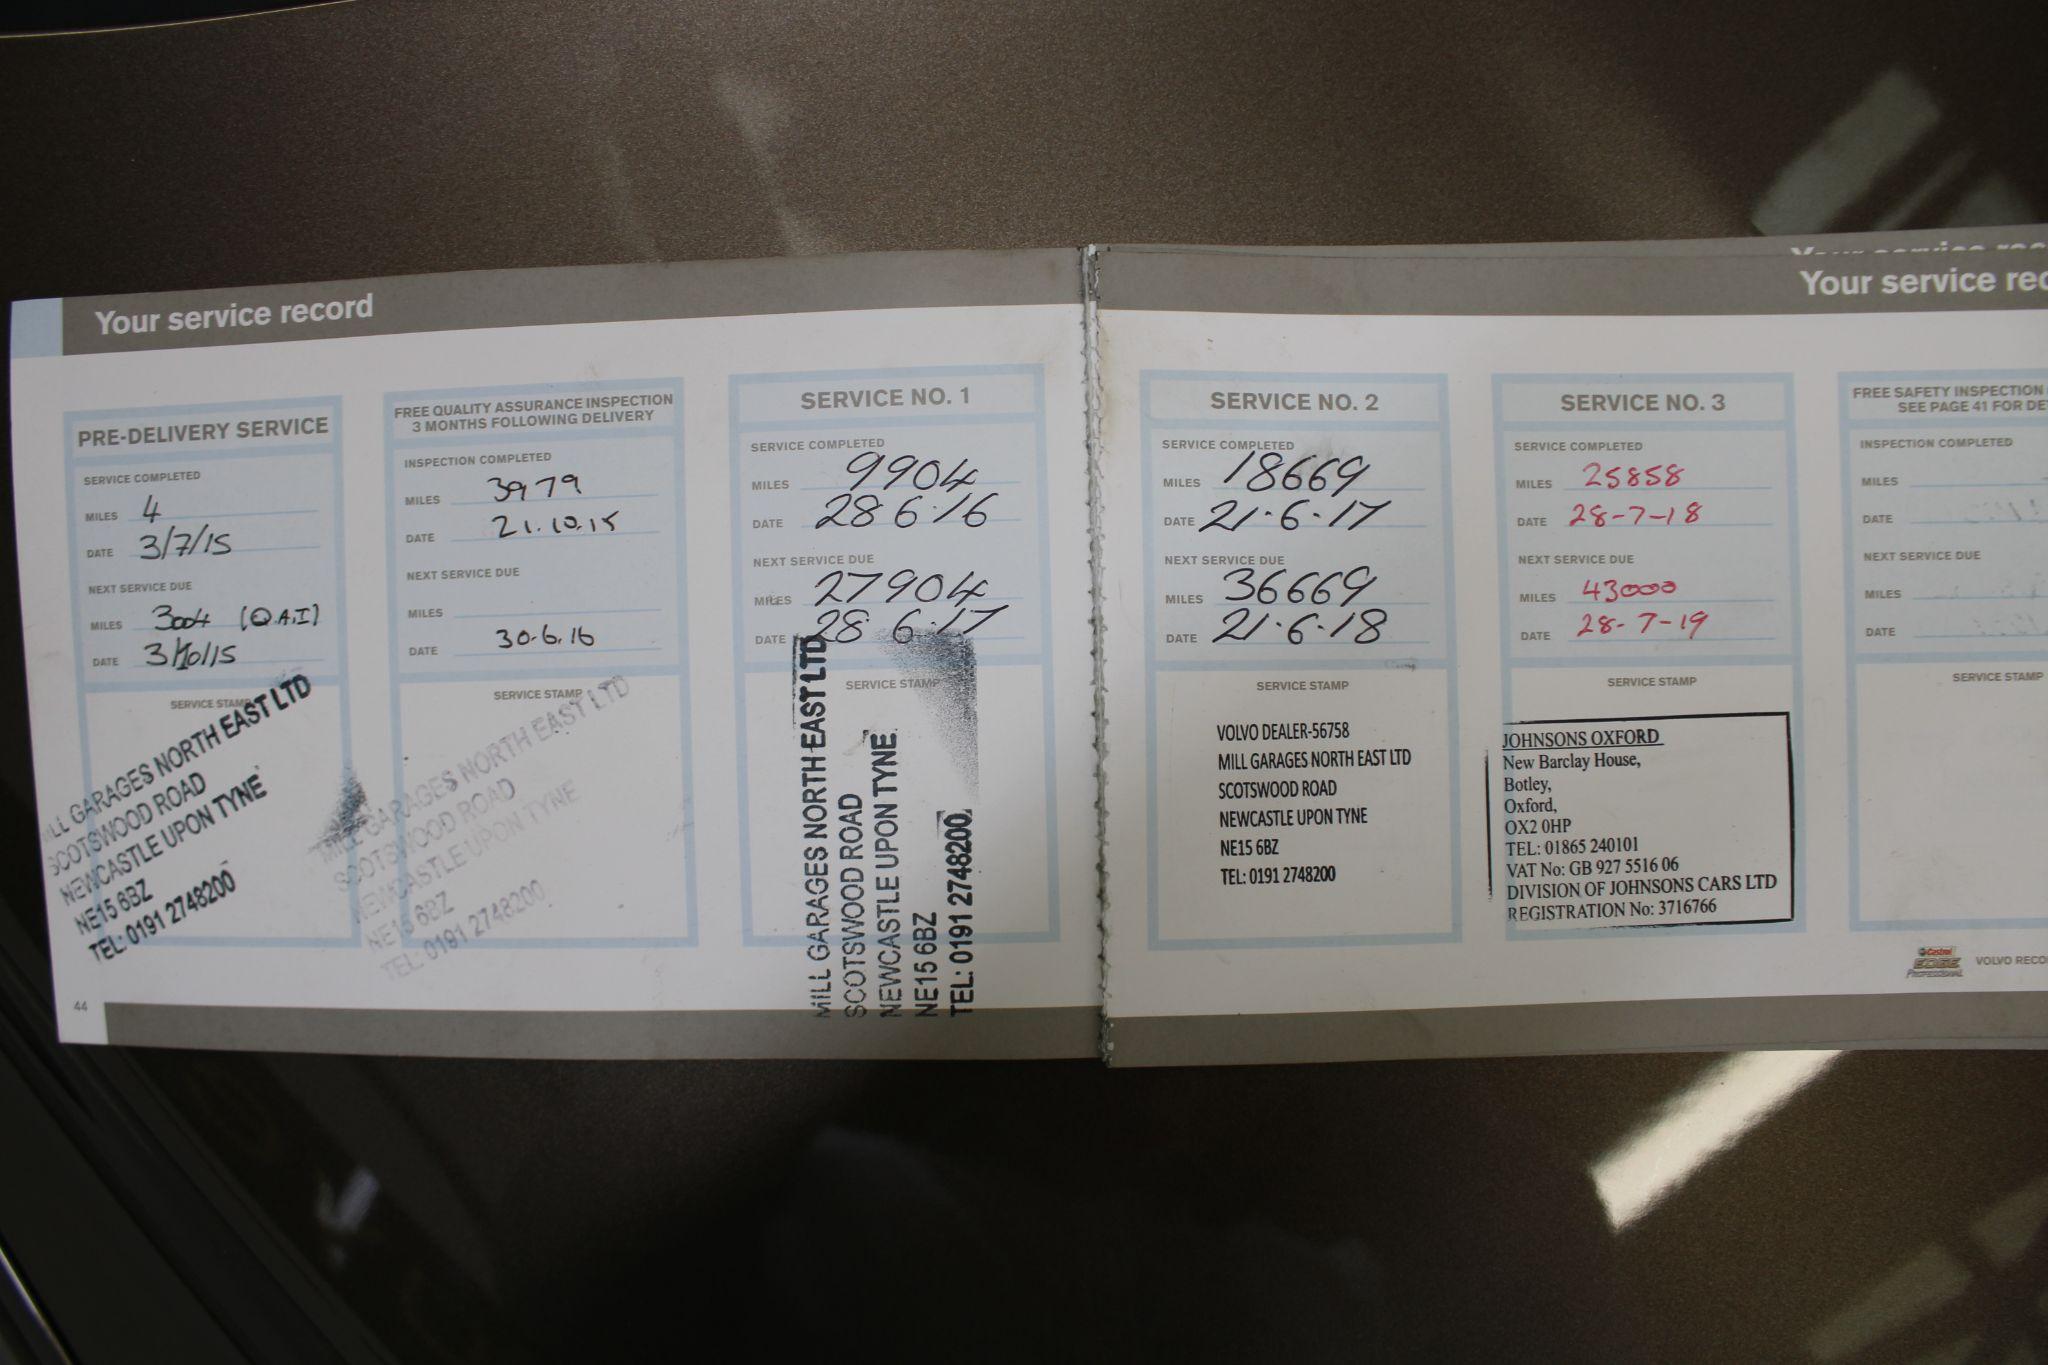 Your service record
PRE-DELIVERY SERVICE
SERVICE COMPLETED
MILES 4
DATE 3/7/15
NEXT SERVICE DUE
MILES 3004 (Q.A.I)
DATE 3/10/15
SERVICE STAMP
MILL GARAGES NORTH EAST LTD
SCOTSWOOD ROAD
NEWCASTLE UPON TYNE
NE15 6BZ
TEL: 0191 2748200
44
FREE QUALITY ASSURANCE INSPECTION
3 MONTHS FOLLOWING DELIVERY
INSPECTION COMPLETED
MILES 3979
DATE 21.10.15
NEXT SERVICE DUE
MILES
DATE 30.6.16
SERVICE STAMP
MILL GARAGES NORTH EAST LTD
SCOTSWOOD ROAD
NEWCASTLE UPON TYNE
NE15 6BZ
TEL: 0191 2748200
SERVICE NO. 1
SERVICE COMPLETED
MILES 9904
DATE 28.6.16
NEXT SERVICE DUE
MILES 27904
DATE 28.6.17
SERVICE STAMP
MILL GARAGES NORTH EAST LTD
SCOTSWOOD ROAD
NEWCASTLE UPON TYNE
NE15 6BZ
TEL: 0191 2748200
Your service rec
SERVICE NO. 2
SERVICE COMPLETED
MILES 18669
DATE 21.6.17
NEXT SERVICE DUE
MILES 36669
DATE 21.6.18
SERVICE STAMP
VOLVO DEALER-56758
MILL GARAGES NORTH EAST LTD
SCOTSWOOD ROAD
NEWCASTLE UPON TYNE
NE15 6BZ
TEL: 0191 2748200
SERVICE NO. 3
SERVICE COMPLETED
MILES 25858
DATE 28-7-18
NEXT SERVICE DUE
MILES 43000
DATE 28-7-19
SERVICE STAMP
JOHNSONS OXFORD
New Barclay House,
Botley,
Oxford,
OX2 0HP
TEL: 01865 240101
VAT No: GB 927 5516 06
DIVISION OF JOHNSONS CARS LTD
REGISTRATION No: 3716766
FREE SAFETY INSPECTION
SEE PAGE 41 FOR DET
INSPECTION COMPLETED
MILES
DATE
NEXT SERVICE DUE
MILES
DATE
SERVICE STAMP
Castrol
EDGE
PROFESSIONAL
VOLVO RECO